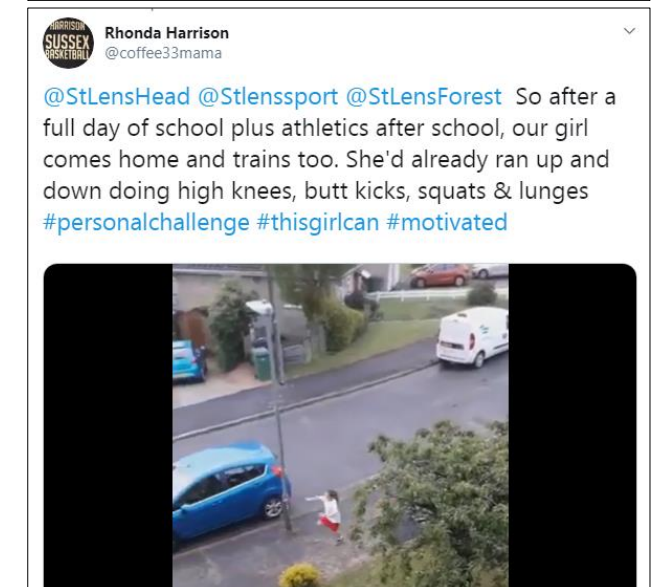 HARRISON
SUSSEX
BASKETBALL
Rhonda Harrison
@coffee33mama
@StLensHead @Stlenssport @StLensForest So after a
full day of school plus athletics after school, our girl
comes home and trains too. She'd already ran up and
down doing high knees, butt kicks, squats & lunges
#personalchallenge #thisgirlcan #motivated